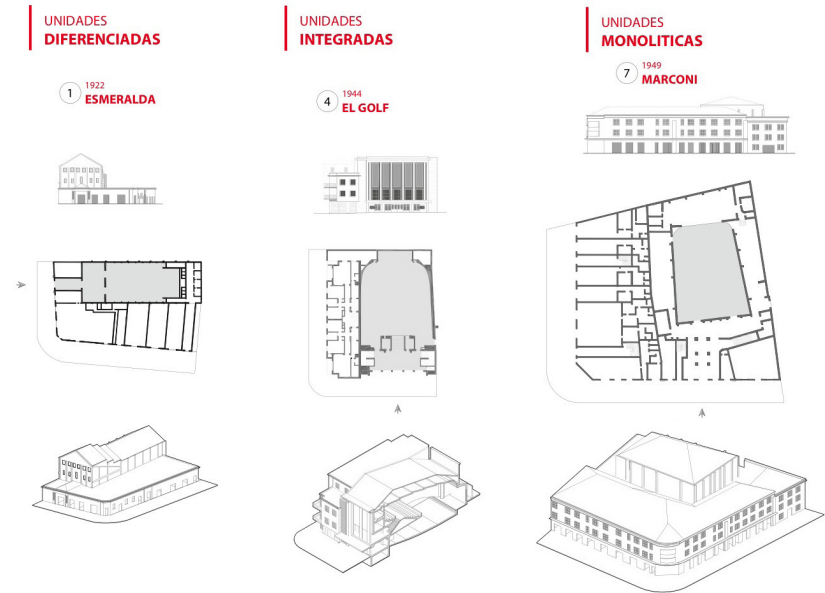 UNIDADES
DIFERENCIADAS
1
1922
ESMERALDA
UNIDADES
INTEGRADAS
4
1944
EL GOLF
UNIDADES
MONOLITICAS
7
1949
MARCONI